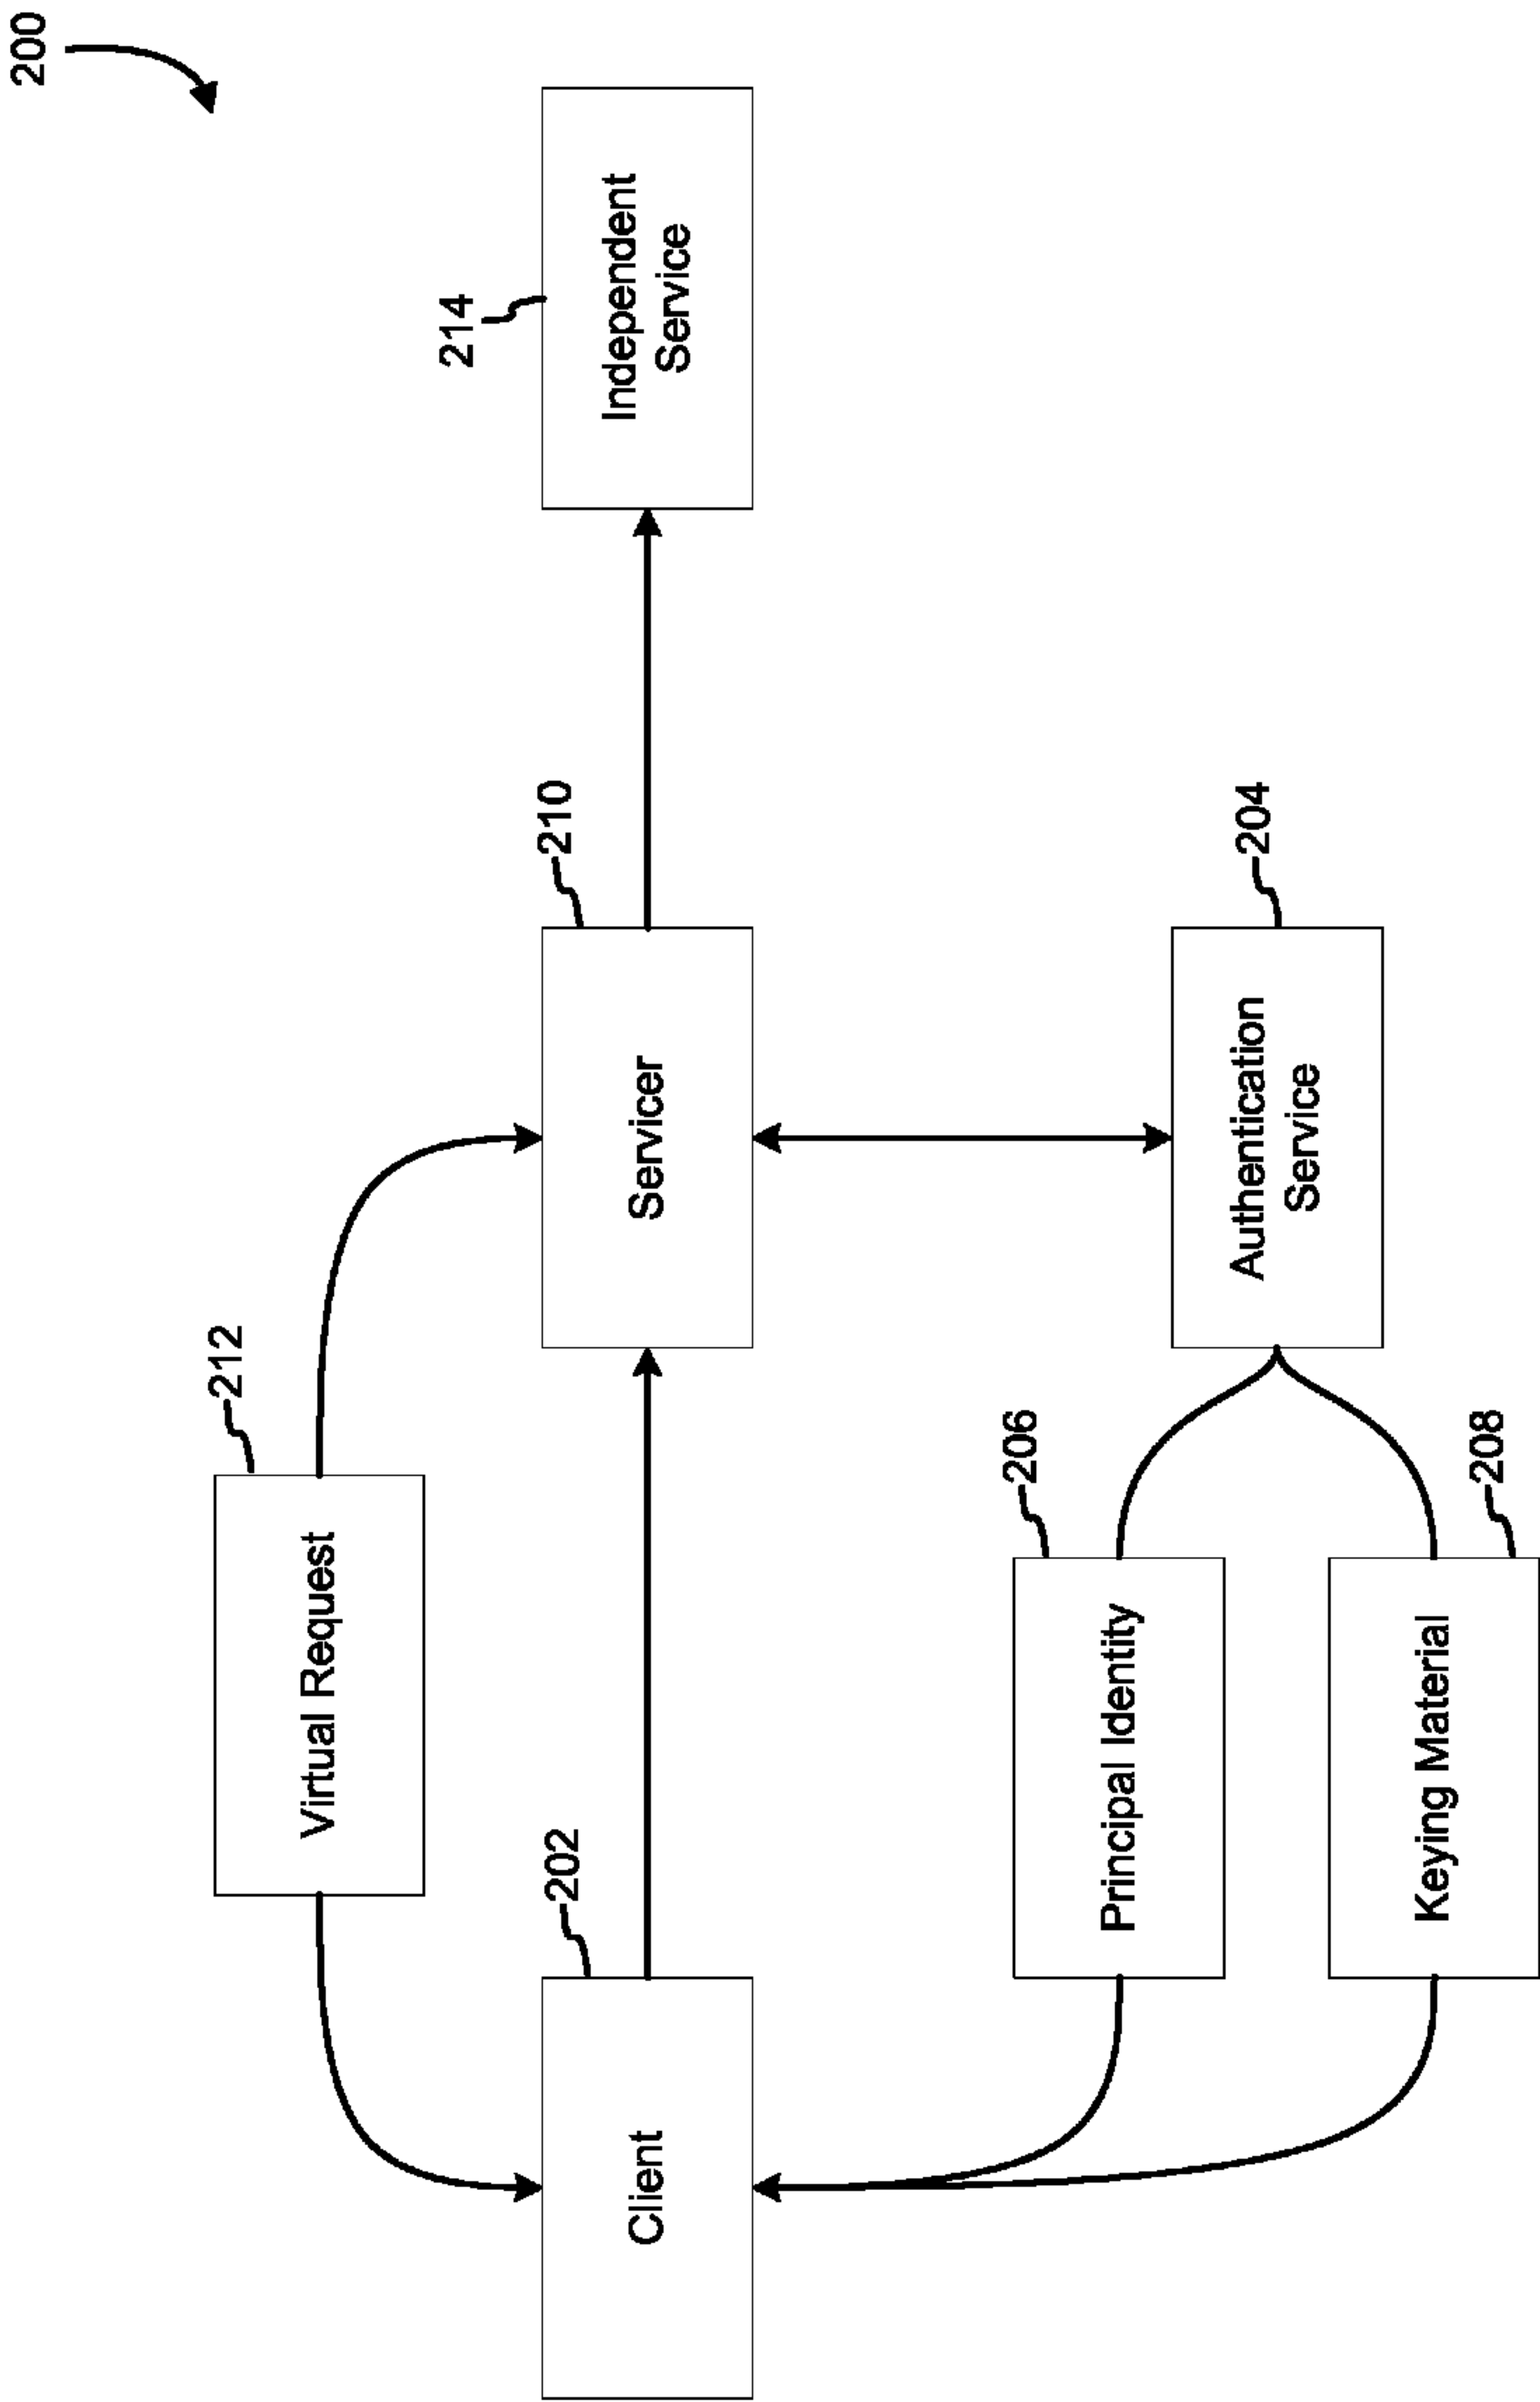 200
212
Virtual Request
202
Client
210
Servicer
214
Independent
Service
206
Principal Identity
204
Authentication
Service
208
Keying Material